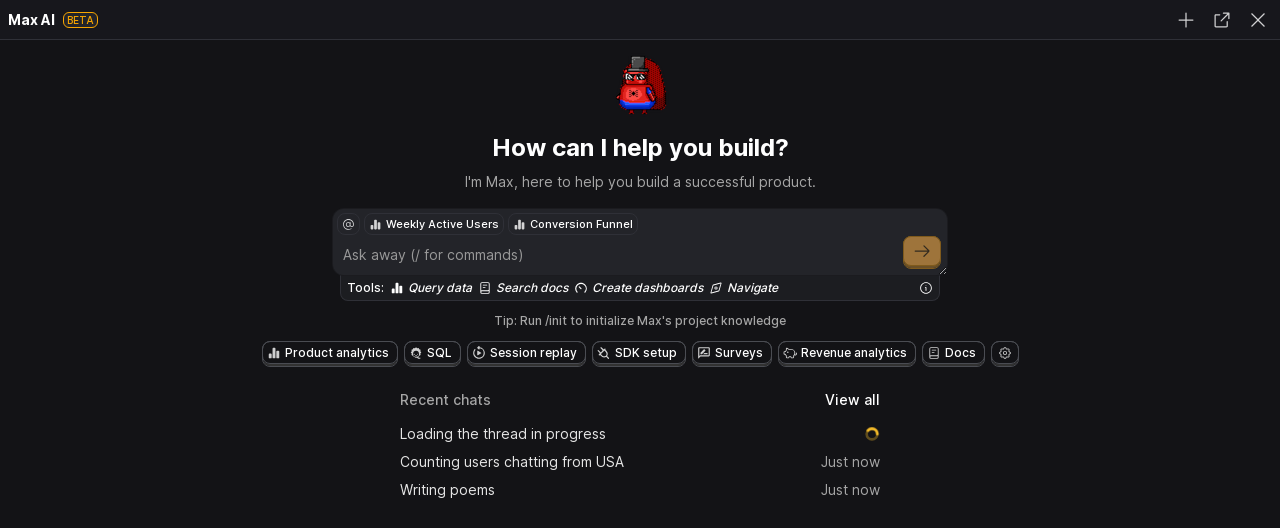 Max AI BETA
How can I help you build?
I'm Max, here to help you build a successful product.
@ Weekly Active Users Conversion Funnel
Ask away (/ for commands)
Tools: Query data Search docs Create dashboards Navigate
Tip: Run /init to initialize Max's project knowledge
Product analytics SQL Session replay SDK setup Surveys Revenue analytics Docs
Recent chats View all
Loading the thread in progress
Counting users chatting from USA Just now
Writing poems Just now